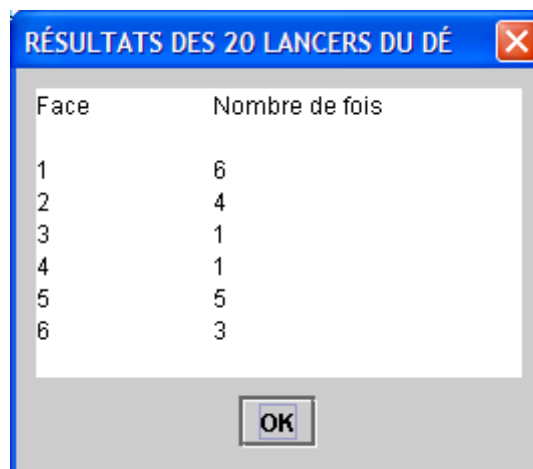 RÉSULTATS DES 20 LANCERS DU DÉ
Face Nombre de fois
1 6
2 4
3 1
4 1
5 5
6 3
OK